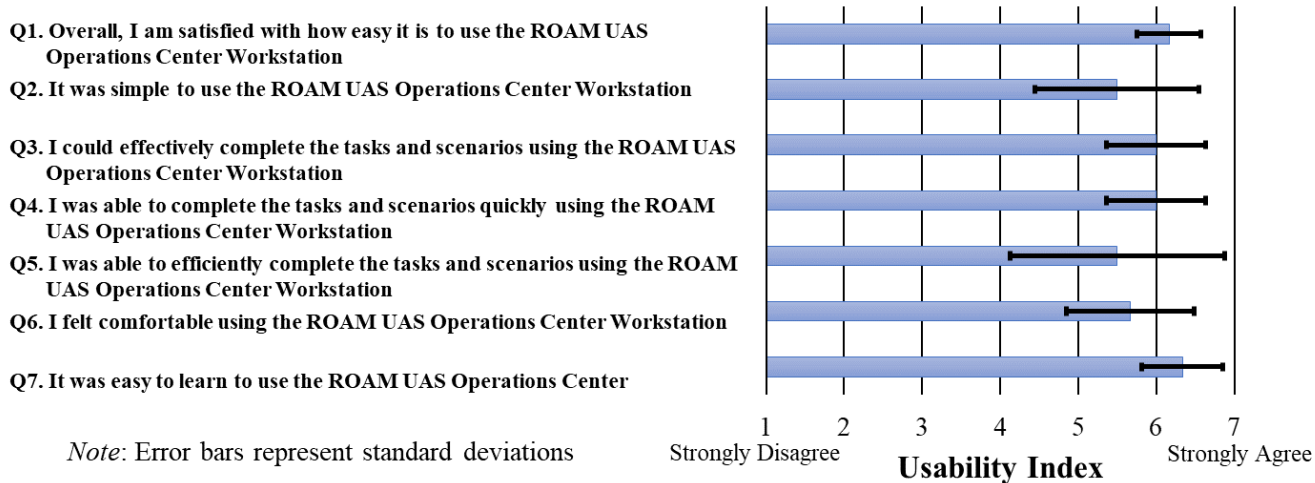 Q1. Overall, I am satisfied with how easy it is to use the ROAM UAS
Operations Center Workstation
Q2. It was simple to use the ROAM UAS Operations Center Workstation
Q3. I could effectively complete the tasks and scenarios using the ROAM UAS
Operations Center Workstation
Q4. I was able to complete the tasks and scenarios quickly using the ROAM
UAS Operations Center Workstation
Q5. I was able to efficiently complete the tasks and scenarios using the ROAM
UAS Operations Center Workstation
Q6. I felt comfortable using the ROAM UAS Operations Center Workstation
Q7. It was easy to learn to use the ROAM UAS Operations Center
1 2 3 4 5 6 7
Note: Error bars represent standard deviations
Strongly Disagree
Strongly Agree
Usability Index